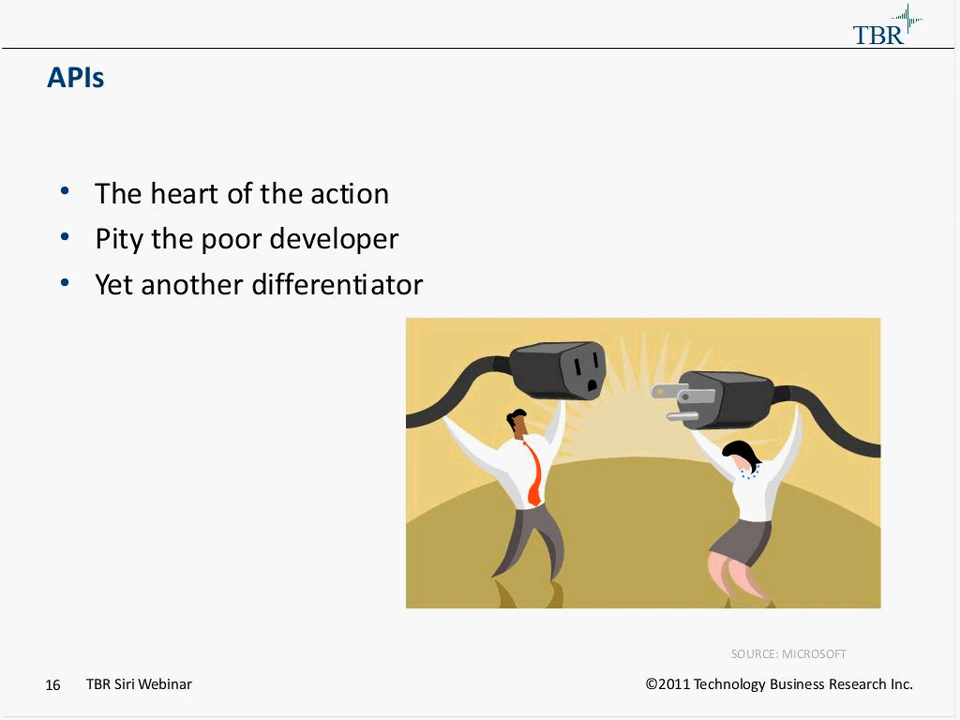 TBR
APIs
• The heart of the action
• Pity the poor developer
• Yet another differentiator
SOURCE: MICROSOFT
16 TBR Siri Webinar ©2011 Technology Business Research Inc.